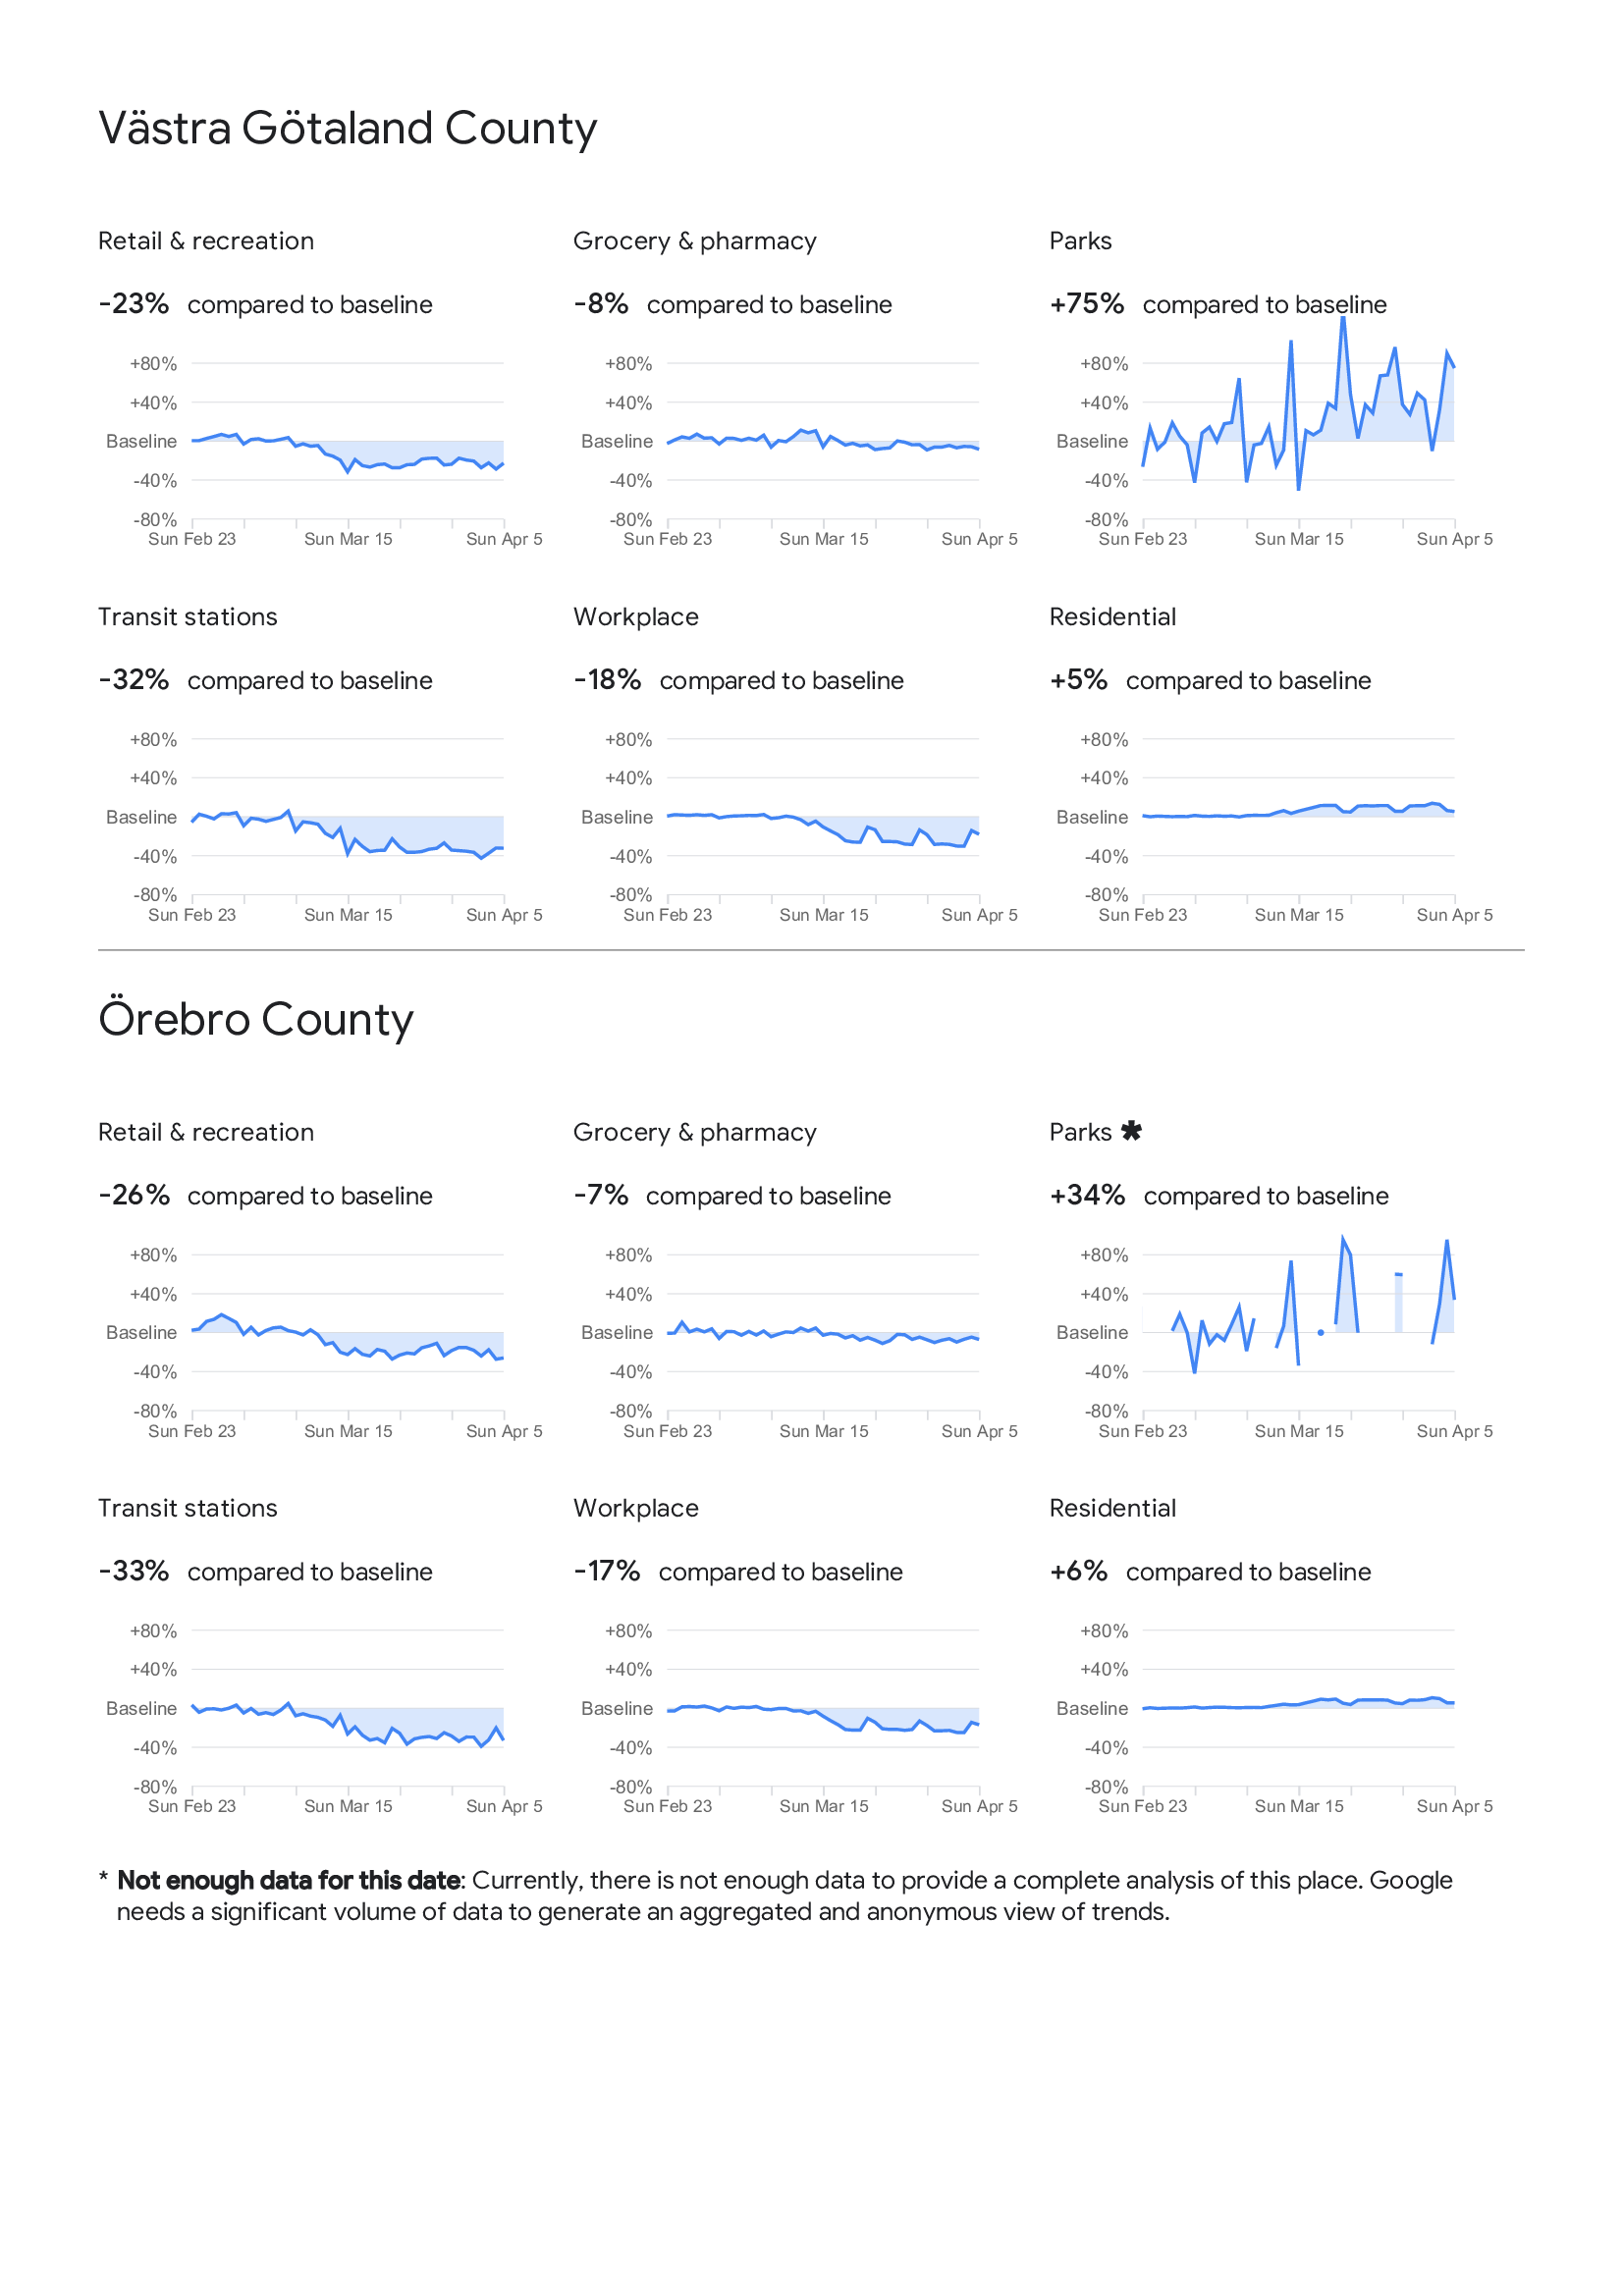 Västra Götaland County
Retail & recreation
-23% compared to baseline
+80%
+40%
Baseline
-40%
-80%
Sun Feb 23
Sun Mar 15
Sun Apr 5
Grocery & pharmacy
-8% compared to baseline
+80%
+40%
Baseline
-40%
-80%
Sun Feb 23
Sun Mar 15
Sun Apr 5
Parks
+75% compared to baseline
+80%
+40%
Baseline
-40%
-80%
Sun Feb 23
Sun Mar 15
Sun Apr 5
Transit stations
-32% compared to baseline
+80%
+40%
Baseline
-40%
-80%
Sun Feb 23
Sun Mar 15
Sun Apr 5
Workplace
-18% compared to baseline
+80%
+40%
Baseline
-40%
-80%
Sun Feb 23
Sun Mar 15
Sun Apr 5
Residential
+5% compared to baseline
+80%
+40%
Baseline
-40%
-80%
Sun Feb 23
Sun Mar 15
Sun Apr 5
Örebro County
Retail & recreation
-26% compared to baseline
+80%
+40%
Baseline
-40%
-80%
Sun Feb 23
Sun Mar 15
Sun Apr 5
Grocery & pharmacy
-7% compared to baseline
+80%
+40%
Baseline
-40%
-80%
Sun Feb 23
Sun Mar 15
Sun Apr 5
Parks *
+34% compared to baseline
+80%
+40%
Baseline
-40%
-80%
Sun Feb 23
Sun Mar 15
Sun Apr 5
Transit stations
-33% compared to baseline
+80%
+40%
Baseline
-40%
-80%
Sun Feb 23
Sun Mar 15
Sun Apr 5
Workplace
-17% compared to baseline
+80%
+40%
Baseline
-40%
-80%
Sun Feb 23
Sun Mar 15
Sun Apr 5
Residential
+6% compared to baseline
+80%
+40%
Baseline
-40%
-80%
Sun Feb 23
Sun Mar 15
Sun Apr 5
* Not enough data for this date: Currently, there is not enough data to provide a complete analysis of this place. Google
needs a significant volume of data to generate an aggregated and anonymous view of trends.